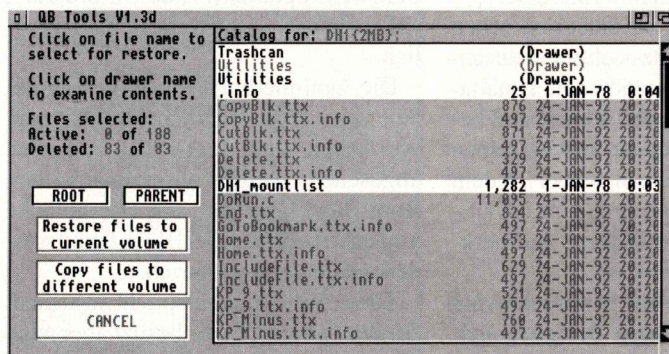 QB Tools V1.3d
Click on file name to
select for restore.
Click on drawer name
to examine contents.
Files selected:
Active: 0 of 188
Deleted: 83 of 83
ROOT PARENT
Restore files to
current volume
Copy files to
different volume
CANCEL
Catalog for: DH1(2MB):
Trashcan (Drawer)
Utilities (Drawer)
Utilities (Drawer)
.info 25 1-JAN-78 0:04
CopyBlk.ttx 876 24-JAN-92 20:20
CopyBlk.ttx.info 497 24-JAN-92 20:20
CutBlk.ttx 871 24-JAN-92 20:20
CutBlk.ttx.info 497 24-JAN-92 20:20
Delete.ttx 329 24-JAN-92 20:20
Delete.ttx.info 497 24-JAN-92 20:20
DH1_mountlist 1,282 1-JAN-78 0:03
DoRun.c 11,095 24-JAN-92 20:20
End.ttx 824 24-JAN-92 20:20
GoToBookmark.ttx.info 497 24-JAN-92 20:20
Home.ttx 653 24-JAN-92 20:20
Home.ttx.info 497 24-JAN-92 20:20
IncludeFile.ttx 629 24-JAN-92 20:20
IncludeFile.ttx.info 497 24-JAN-92 20:20
KP_9.ttx 521 24-JAN-92 20:20
KP_9.ttx.info 497 24-JAN-92 20:20
KP_Minus.ttx 760 24-JAN-92 20:20
KP_Minus.ttx.info 497 24-JAN-92 20:20